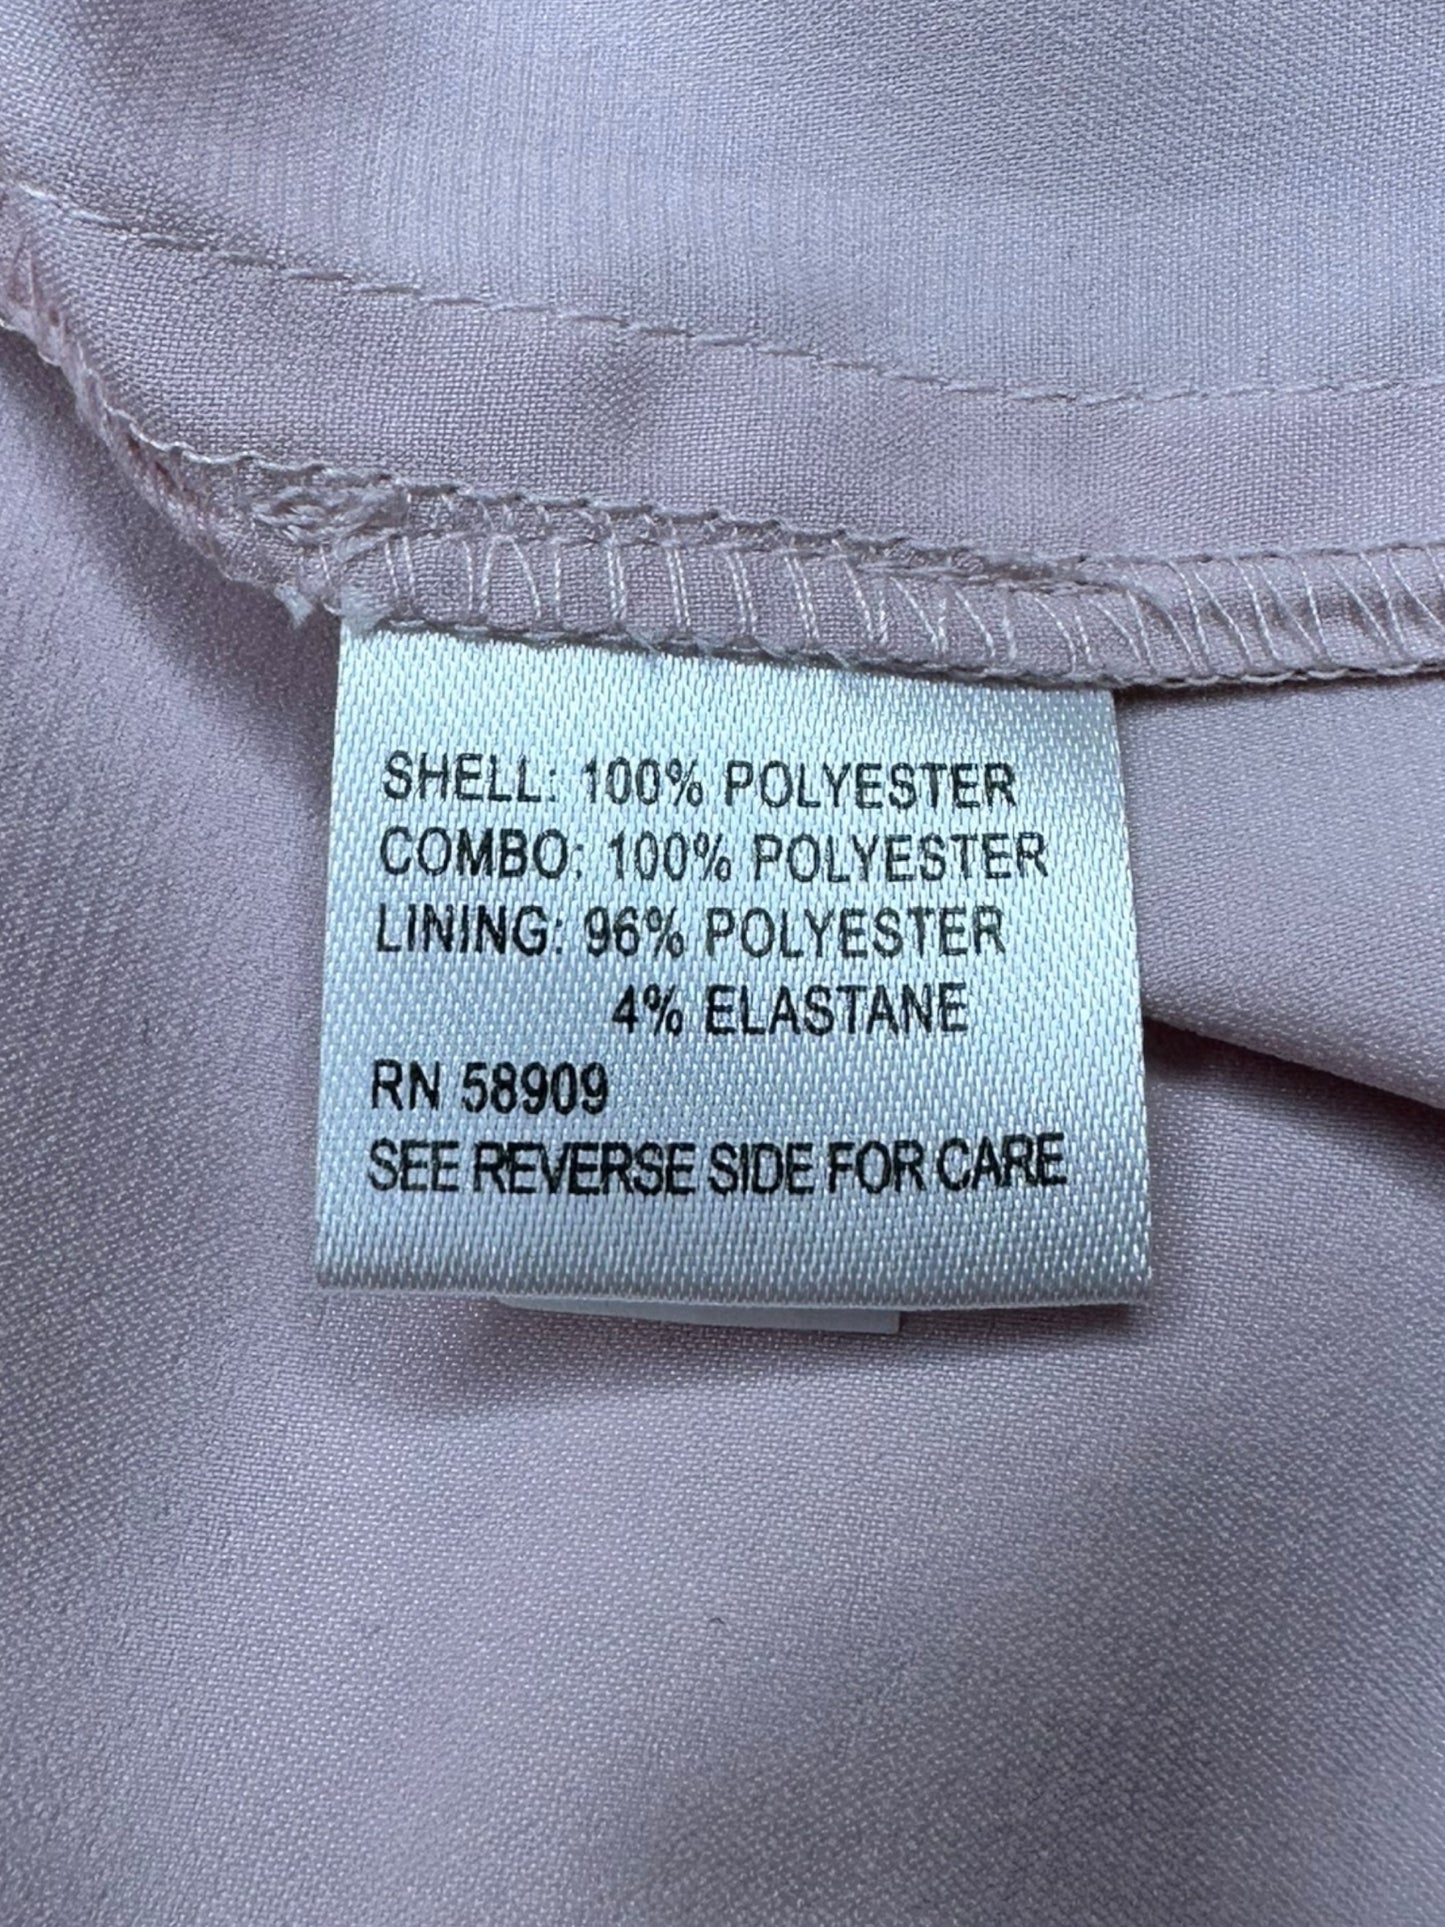 SHELL: 100% POLYESTER
COMBO: 100% POLYESTER
LINING: 96% POLYESTER
4% ELASTANE
RN 58909
SEE REVERSE SIDE FOR CARE